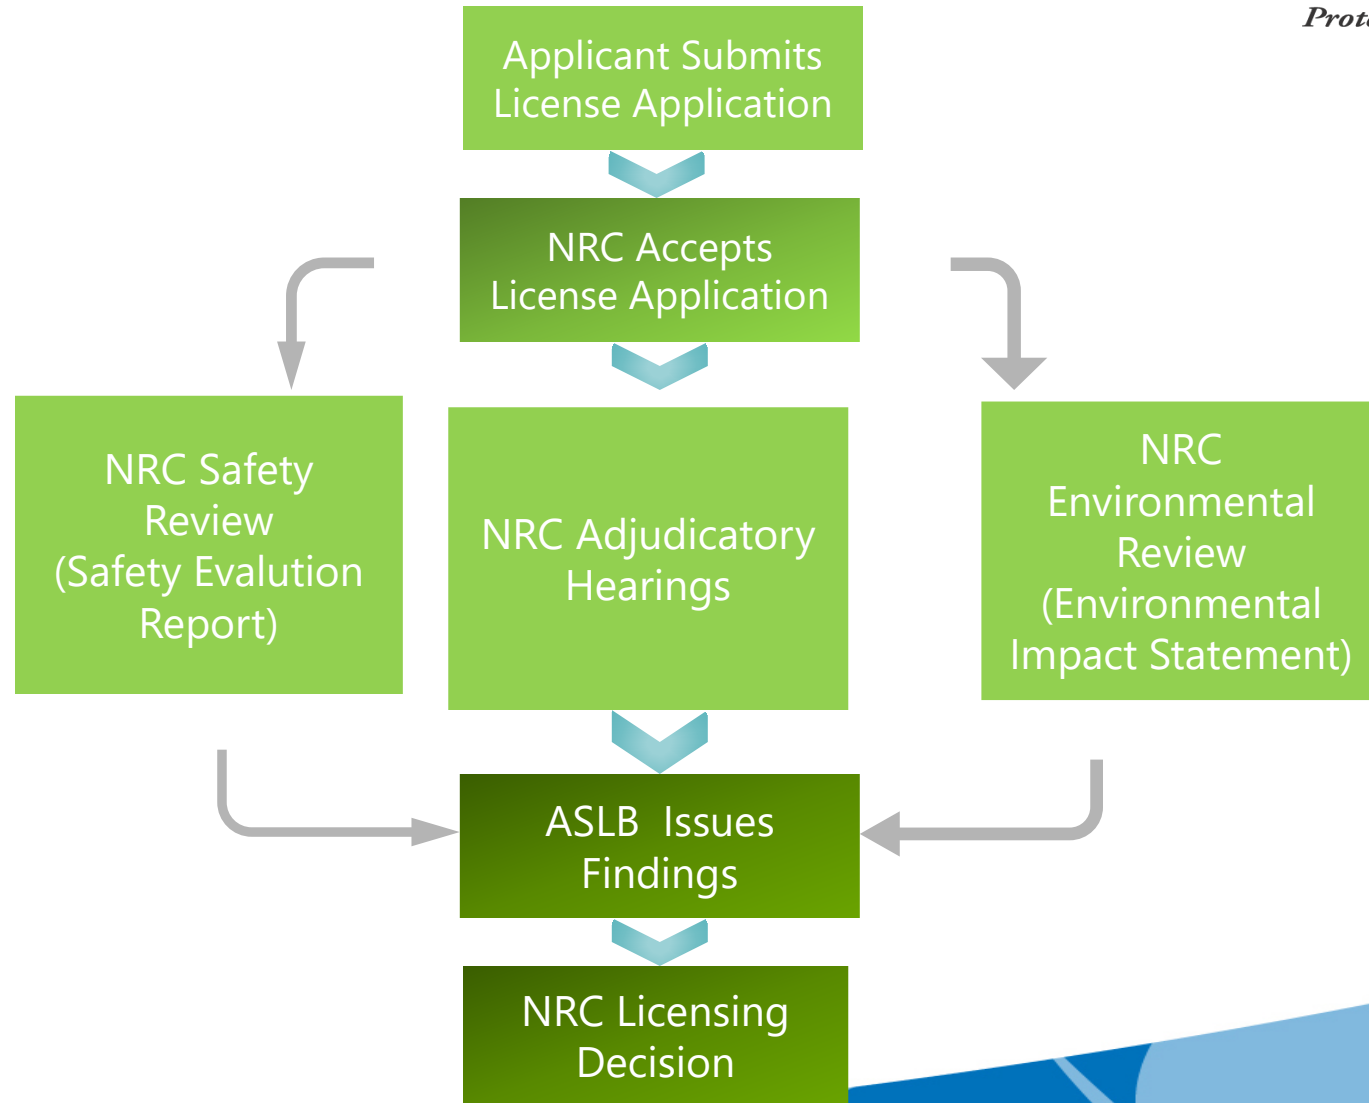 Applicant Submits
License Application
NRC Accepts
License Application
NRC Safety
Review
(Safety Evalution
Report)
NRC Adjudicatory
Hearings
NRC
Environmental
Review
(Environmental
Impact Statement)
ASLB  Issues
Findings
NRC Licensing
Decision